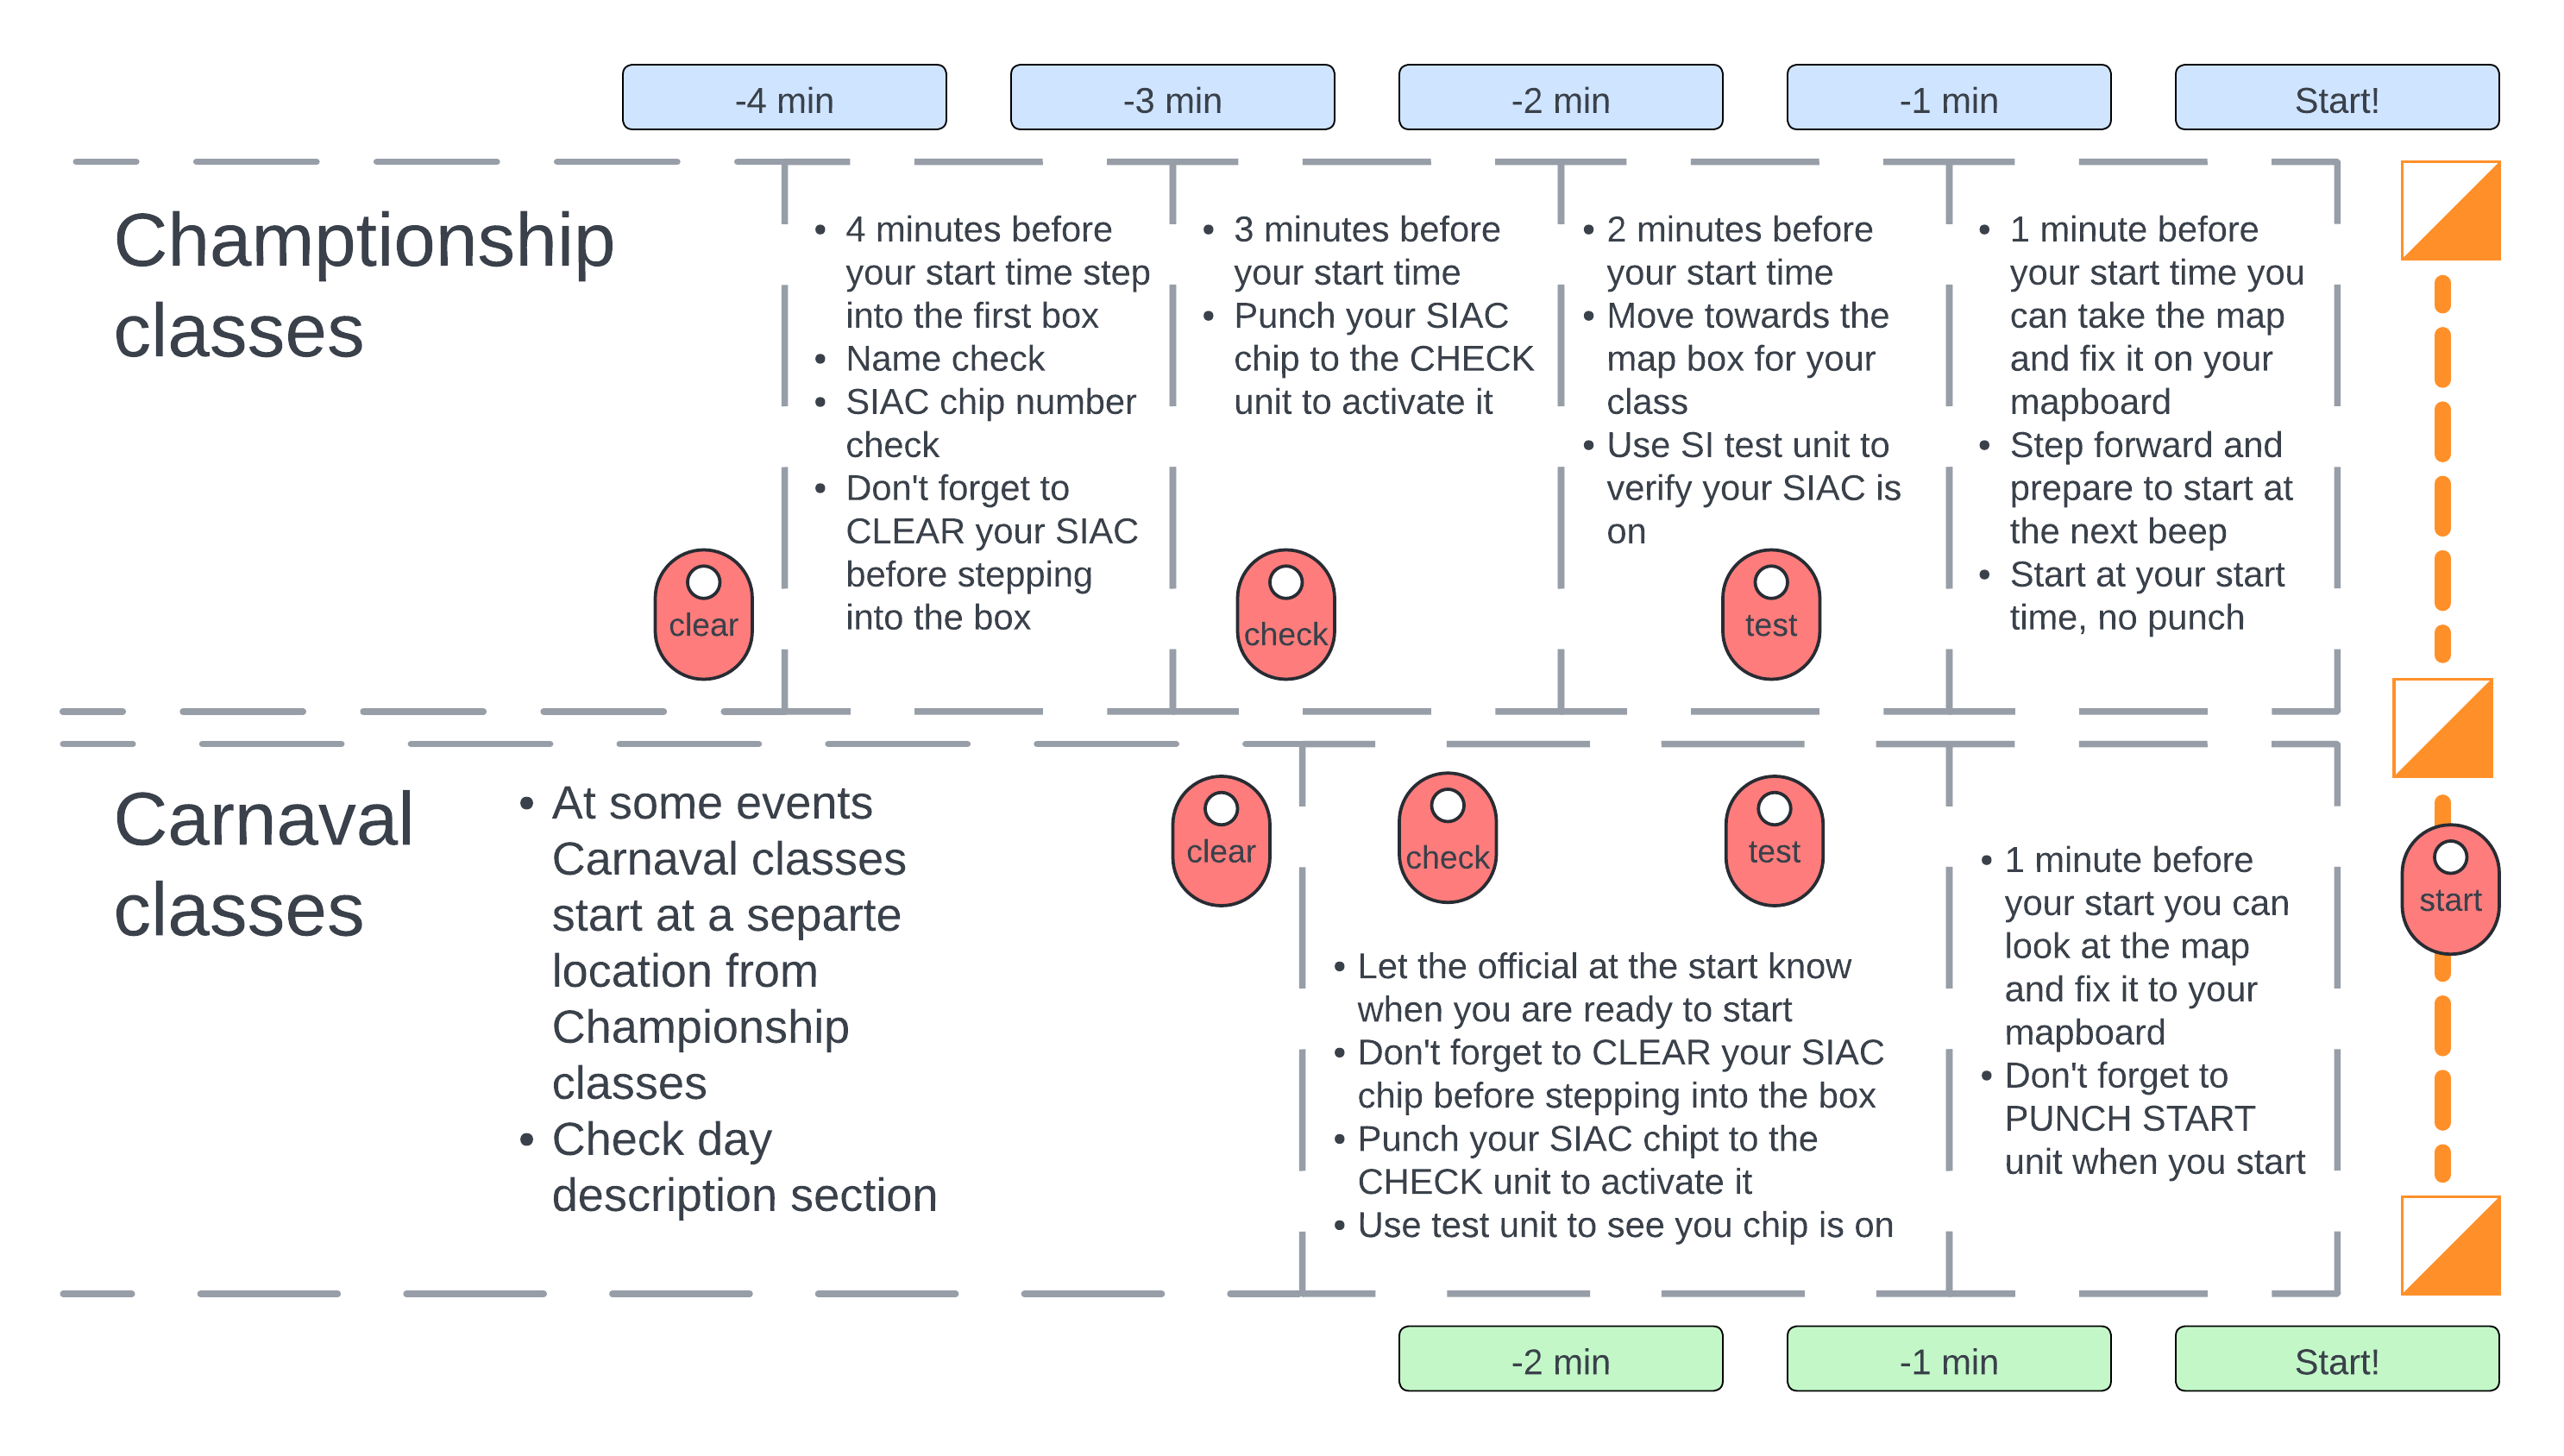 -4 min
-3 min
-2 min
-1 min
Start!
Champtionship
classes
• 4 minutes before
your start time step
into the first box
• Name check
• SIAC chip number
check
• Don't forget to
CLEAR your SIAC
before stepping
into the box
• 3 minutes before
your start time
• Punch your SIAC
chip to the CHECK
unit to activate it
• 2 minutes before
your start time
• Move towards the
map box for your
class
• Use SI test unit to
verify your SIAC is
on
• 1 minute before
your start time you
can take the map
and fix it on your
mapboard
• Step forward and
prepare to start at
the next beep
• Start at your start
time, no punch
clear
check
test
Carnaval
classes
• At some events
Carnaval classes
start at a separte
location from
Championship
classes
• Check day
description section
clear
check
test
• Let the official at the start know
when you are ready to start
• Don't forget to CLEAR your SIAC
chip before stepping into the box
• Punch your SIAC chipt to the
CHECK unit to activate it
• Use test unit to see you chip is on
• 1 minute before
your start you can
look at the map
and fix it to your
mapboard
• Don't forget to
PUNCH START
unit when you start
start
-2 min
-1 min
Start!